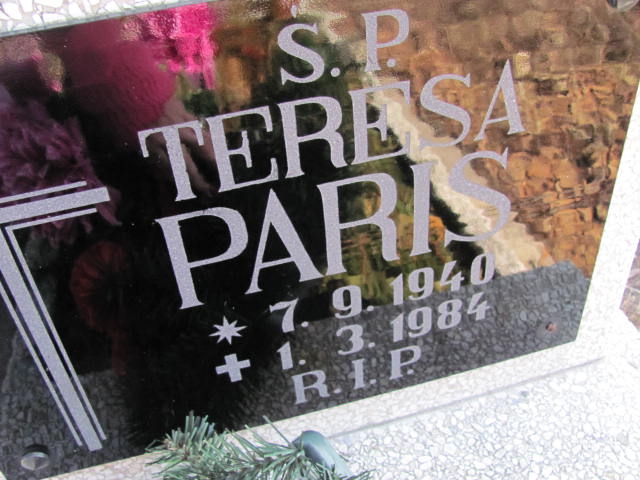 Ś. P.
TERESA
PARIS
* 7. 9. 1940
+ 1. 3. 1984
R.I.P.